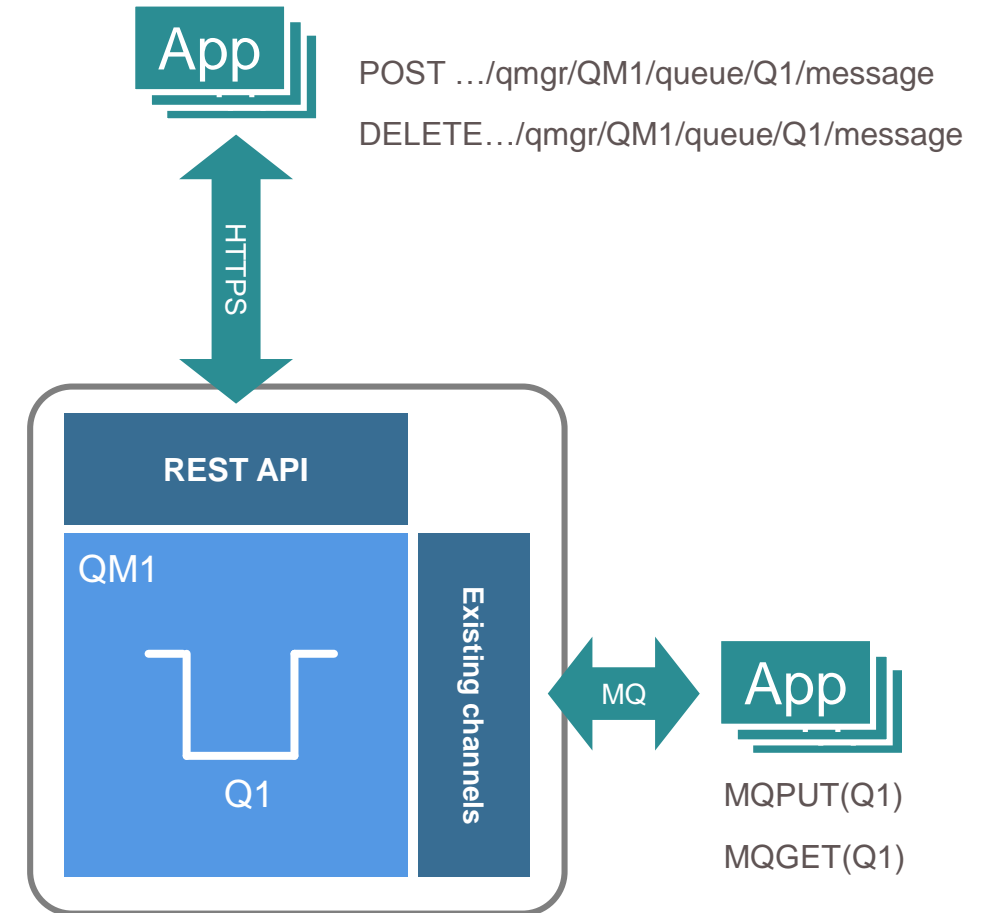 App
POST …/qmgr/QM1/queue/Q1/message
DELETE…/qmgr/QM1/queue/Q1/message
HTTPS
REST API
QM1
Existing channels
Q1
MQ
App
MQPUT(Q1)
MQGET(Q1)